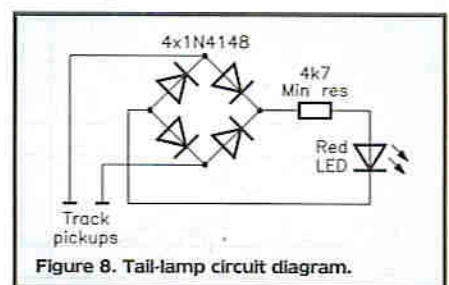 4x1N4148
4k7
Min res
Red
LED
Track
pickups
Figure 8. Tail-lamp circuit diagram.